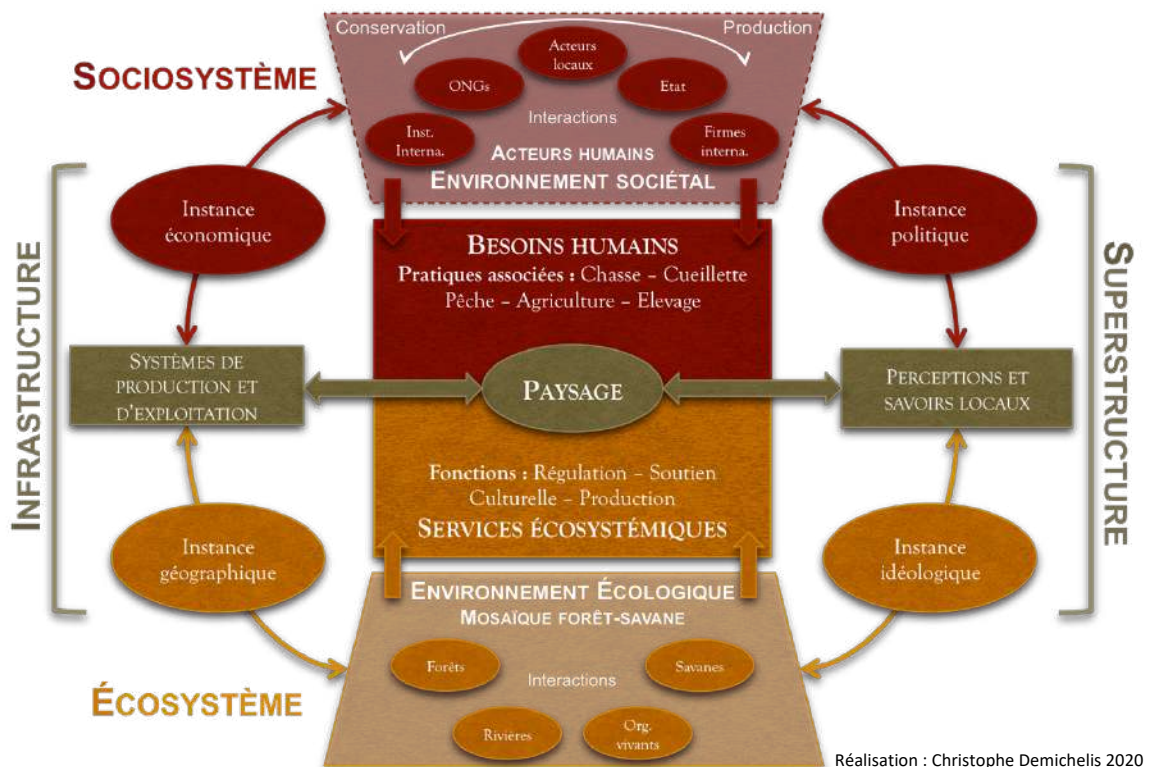 Conservation
Production
Acteurs
locaux
SOCIOSYSTÈME
ONGs
Etat
Interactions
Inst.
Interna.
Firmes
interna.
ACTEURS HUMAINS
ENVIRONNEMENT SOCIÉTAL
Instance
économique
Instance
politique
BESOINS HUMAINS
Pratiques associées : Chasse – Cueillette
Pêche – Agriculture – Elevage
INFRASTRUCTURE
SUPERSTRUCTURE
SYSTÈMES DE
PRODUCTION ET
D'EXPLOITATION
PAYSAGE
PERCEPTIONS ET
SAVOIRS LOCAUX
Fonctions : Régulation – Soutien
Culturelle – Production
SERVICES ÉCOSYSTÉMIQUES
Instance
géographique
Instance
idéologique
ENVIRONNEMENT ÉCOLOGIQUE
MOSAÏQUE FORÊT-SAVANE
Forêts
Savanes
Interactions
ÉCOSYSTÈME
Rivières
Org.
vivants
Réalisation : Christophe Demichelis 2020